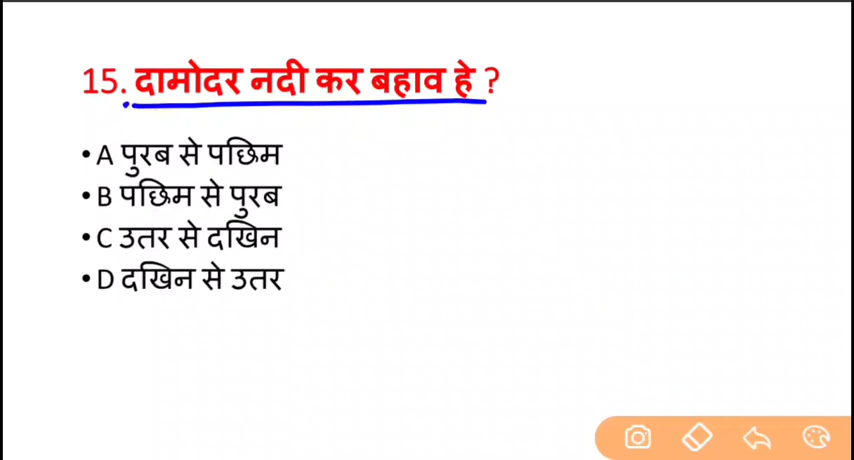 15. दामोदर नदी कर बहाव हे ?
• A पुरब से पछिम
• B पछिम से पुरब
• C उतर से दखिन
• D दखिन से उतर